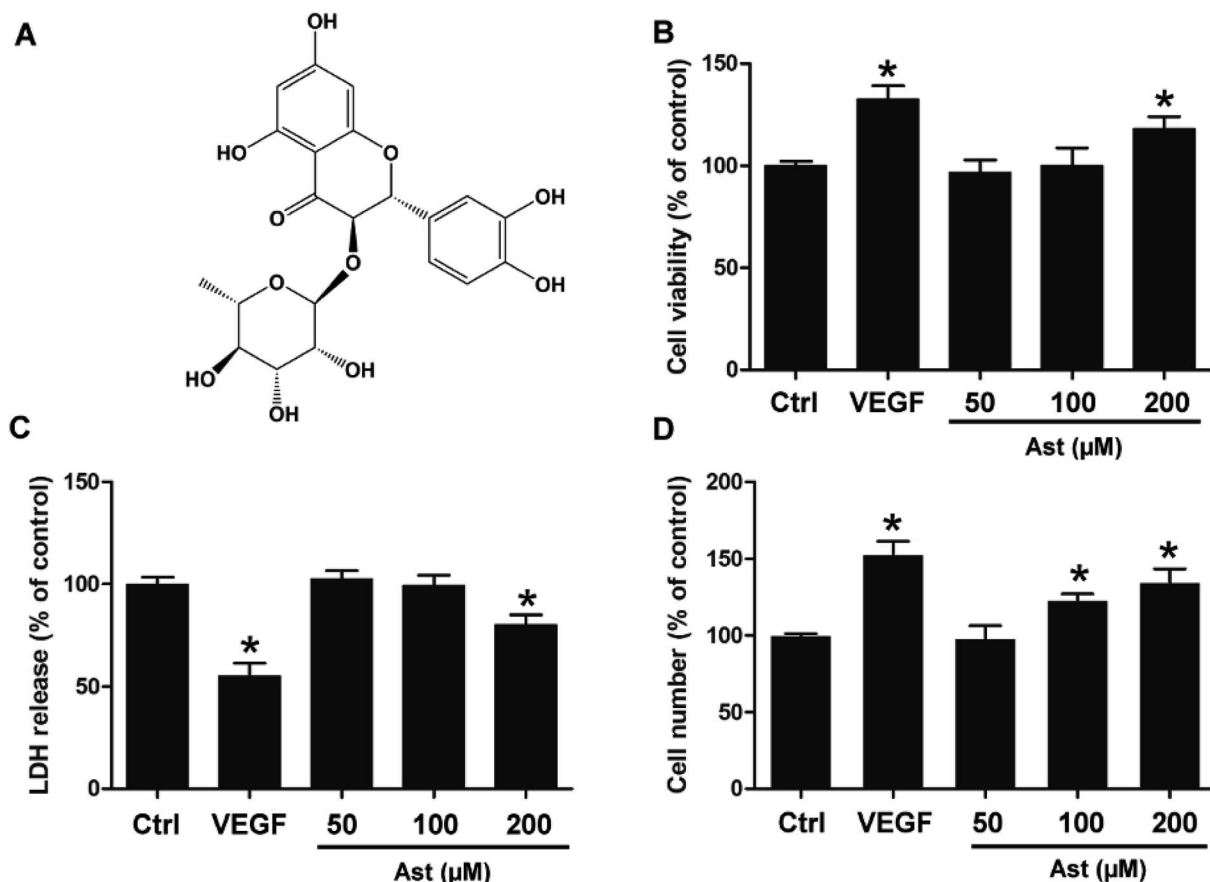 A
OH
HO
O
O
OH
OH
O
O
HO
OH
OH
B
Cell viability (% of control)
150
100
50
0
*
*
Ctrl VEGF 50 100 200
Ast (μM)
C
LDH release (% of control)
150
100
50
0
*
*
Ctrl VEGF 50 100 200
Ast (μM)
D
Cell number (% of control)
200
150
100
50
0
*
*
*
Ctrl VEGF 50 100 200
Ast (μM)